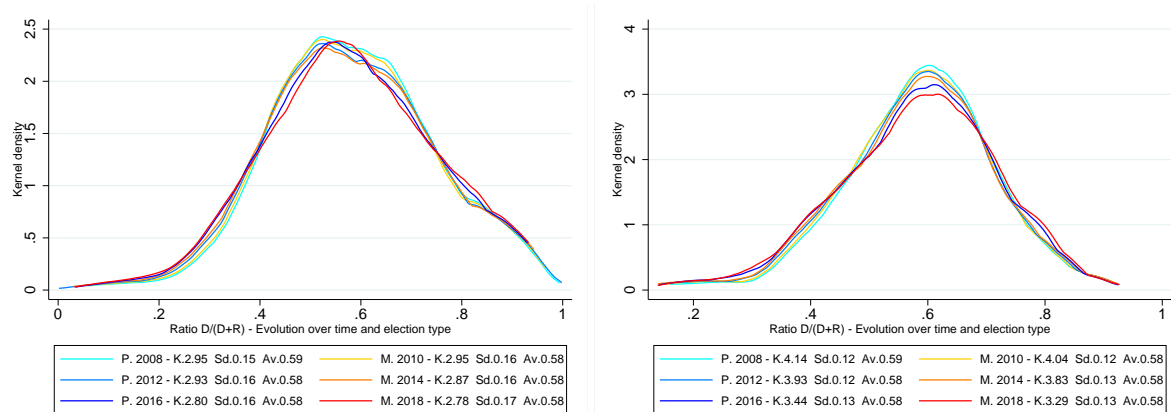 2.5
2
1.5
1
.5
0
Kernel density
0 .2 .4 .6 .8 1
Ratio D/(D+R) - Evolution over time and election type
P. 2008 - K.2.95 Sd.0.15 Av.0.59 M. 2010 - K.2.95 Sd.0.16 Av.0.58
P. 2012 - K.2.93 Sd.0.16 Av.0.58 M. 2014 - K.2.87 Sd.0.16 Av.0.58
P. 2016 - K.2.80 Sd.0.16 Av.0.58 M. 2018 - K.2.78 Sd.0.17 Av.0.58
4
3
2
1
0
Kernel density
.2 .4 .6 .8 1
Ratio D/(D+R) - Evolution over time and election type
P. 2008 - K.4.14 Sd.0.12 Av.0.59 M. 2010 - K.4.04 Sd.0.12 Av.0.58
P. 2012 - K.3.93 Sd.0.12 Av.0.58 M. 2014 - K.3.83 Sd.0.13 Av.0.58
P. 2016 - K.3.44 Sd.0.13 Av.0.58 M. 2018 - K.3.29 Sd.0.13 Av.0.58